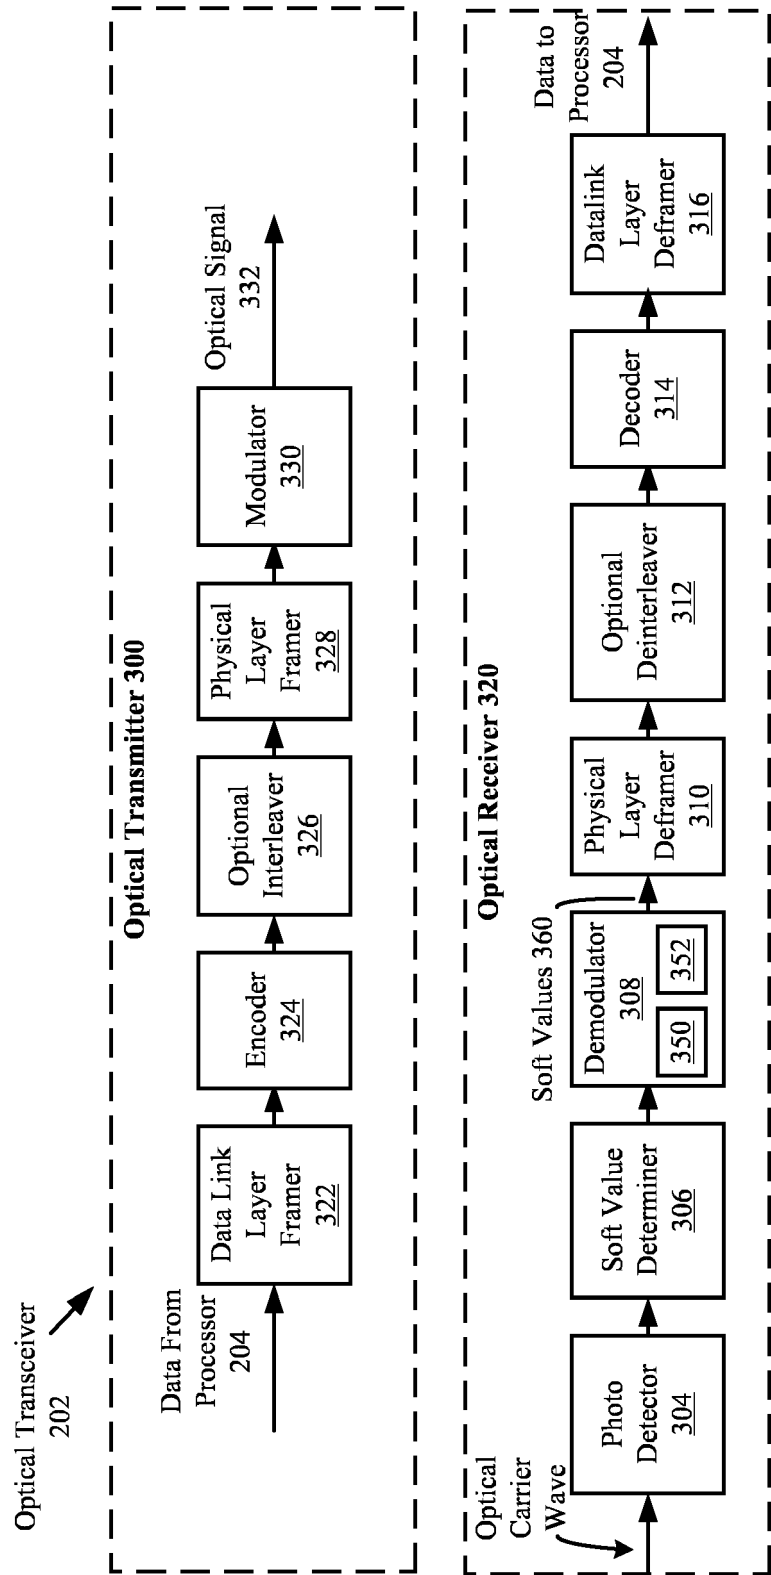 Optical Transceiver
202
Optical Transmitter 300
Data From
Processor
204
Data Link
Layer
Framer
322
Encoder
324
Optional
Interleaver
326
Physical
Layer
Framer
328
Modulator
330
Optical Signal
332
Optical Receiver 320
Optical
Carrier
Wave
Photo
Detector
304
Soft Value
Determiner
306
Demodulator
308
350
352
Soft Values 360
Physical
Layer
Deframer
310
Optional
Deinterleaver
312
Decoder
314
Datalink
Layer
Deframer
316
Data to
Processor
204